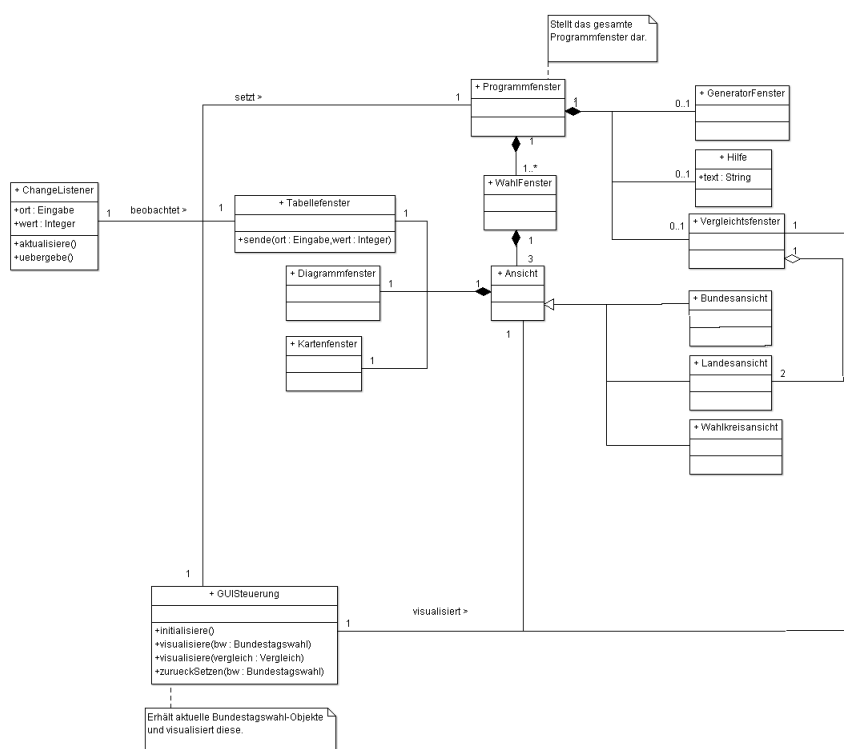 Stellt das gesamte
Programmfenster dar.
+ Programmfenster
setzt >
1
1
0..1
+ GeneratorFenster
1
1..*
+ Hilfe
+text : String
0..1
+ WahlFenster
+ ChangeListener
+ort : Eingabe
+wert : Integer
+aktualisiere()
+uebergebe()
1
beobachtet >
1
+ Tabellefenster
+sende(ort : Eingabe,wert : Integer)
1
+ Vergleichtsfenster
0..1
1
1
1
3
+ Diagrammfenster
1
1
+ Ansicht
1
+ Bundesansicht
+ Kartenfenster
1
+ Landesansicht
2
+ Wahlkreisansicht
1
+ GUISteuerung
+initialisiere()
+visualisiere(bw : Bundestagswahl)
+visualisiere(vergleich : Vergleich)
+zurueckSetzen(bw : Bundestagswahl)
1
visualisiert >
Erhält aktuelle Bundestagswahl-Objekte
und visualisiert diese.